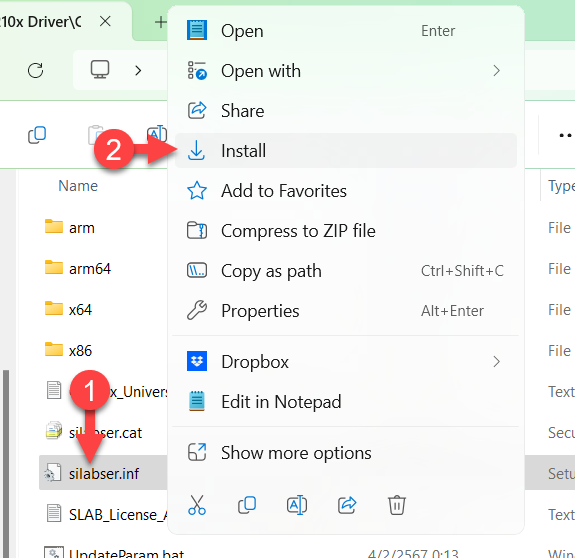 10x Driver\C
Open Enter
Open with
Share
2 Install
Add to Favorites
Compress to ZIP file
Copy as path Ctrl+Shift+C
Properties Alt+Enter
Dropbox
Edit in Notepad
Show more options
Name Type
arm File
arm64 File
x64 File
x86 File
1 x_Univers Text
silabser.cat Secu
silabser.inf Setu
SLAB_License_A Text
UpdateParam.bat 4/2/2567 0:13 Wind